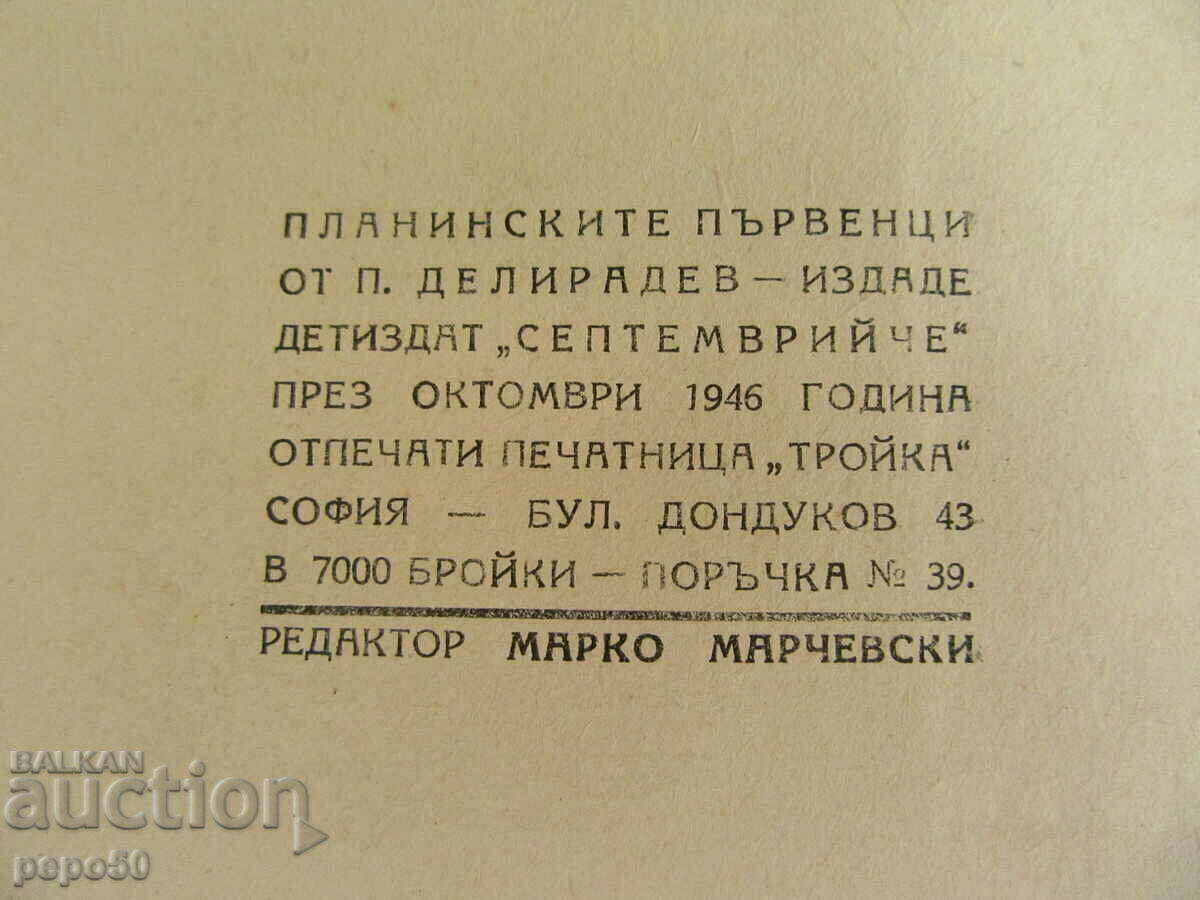 ПЛАНИНСКИТЕ ПЪРВЕНЦИ
ОТ П. ДЕЛИРАДЕВ — ИЗДАДЕ
ДЕТИЗДАТ „СЕПТЕМВРИЙЧЕ“
ПРЕЗ ОКТОМВРИ 1946 ГОДИНА
ОТПЕЧАТИ ПЕЧАТНИЦА „ТРОЙКА“
СОФИЯ — БУЛ. ДОНДУКОВ 43
В 7000 БРОЙКИ — ПОРЪЧКА № 39.
РЕДАКТОР МАРКО МАРЧЕВСКИ
BALKAN
auction
pepo50